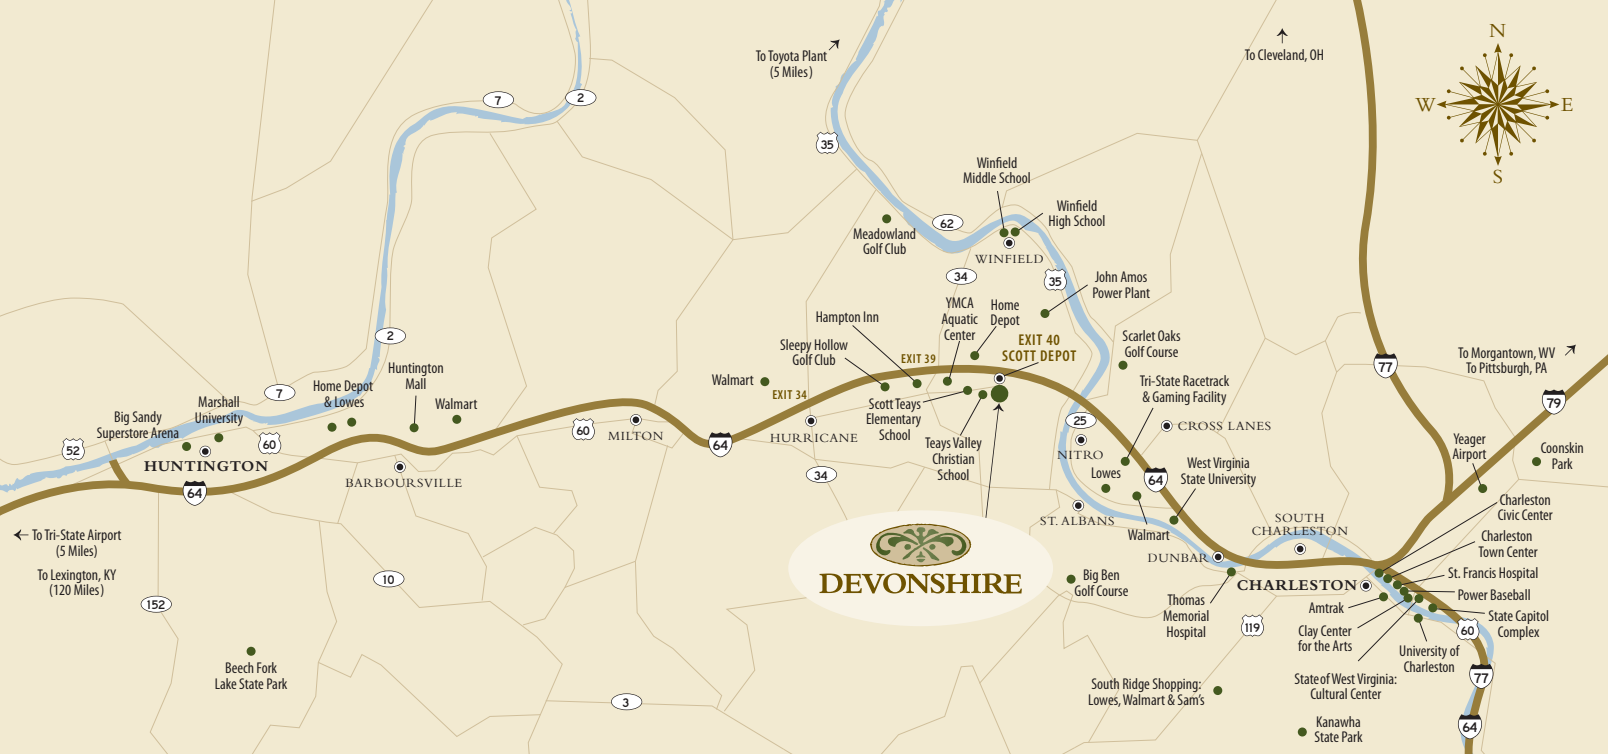 N
W
E
S
To Toyota Plant
(5 Miles)
To Cleveland, OH
7
2
35
Winfield
Middle School
Winfield
High School
62
Meadowland
Golf Club
WINFIELD
34
35
John Amos
Power Plant
YMCA
Aquatic
Center
Home
Depot
Hampton Inn
Sleepy Hollow
Golf Club
EXIT 39
EXIT 40
SCOTT DEPOT
Scarlet Oaks
Golf Course
2
77
To Morgantown, WV
To Pittsburgh, PA
79
Huntington
Mall
Home Depot
& Lowes
7
Walmart
EXIT 34
Tri-State Racetrack
& Gaming Facility
Marshall
University
Big Sandy
Superstore Arena
Walmart
Scott Teays
Elementary
School
25
CROSS LANES
52
60
60
MILTON
64
HURRICANE
Teays Valley
Christian
School
NITRO
Yeager
Airport
Coonskin
Park
HUNTINGTON
64
BARBOURSVILLE
34
Lowes
64
West Virginia
State University
Charleston
Civic Center
ST. ALBANS
Walmart
SOUTH
CHARLESTON
Charleston
Town Center
To Tri-State Airport
(5 Miles)
DUNBAR
St. Francis Hospital
To Lexington, KY
(120 Miles)
10
DEVONSHIRE
Big Ben
Golf Course
CHARLESTON
Power Baseball
152
Thomas
Memorial
Hospital
Amtrak
State Capitol
Complex
119
Clay Center
for the Arts
60
University of
Charleston
Beech Fork
Lake State Park
State of West Virginia:
Cultural Center
77
3
South Ridge Shopping:
Lowes, Walmart & Sam's
Kanawha
State Park
64